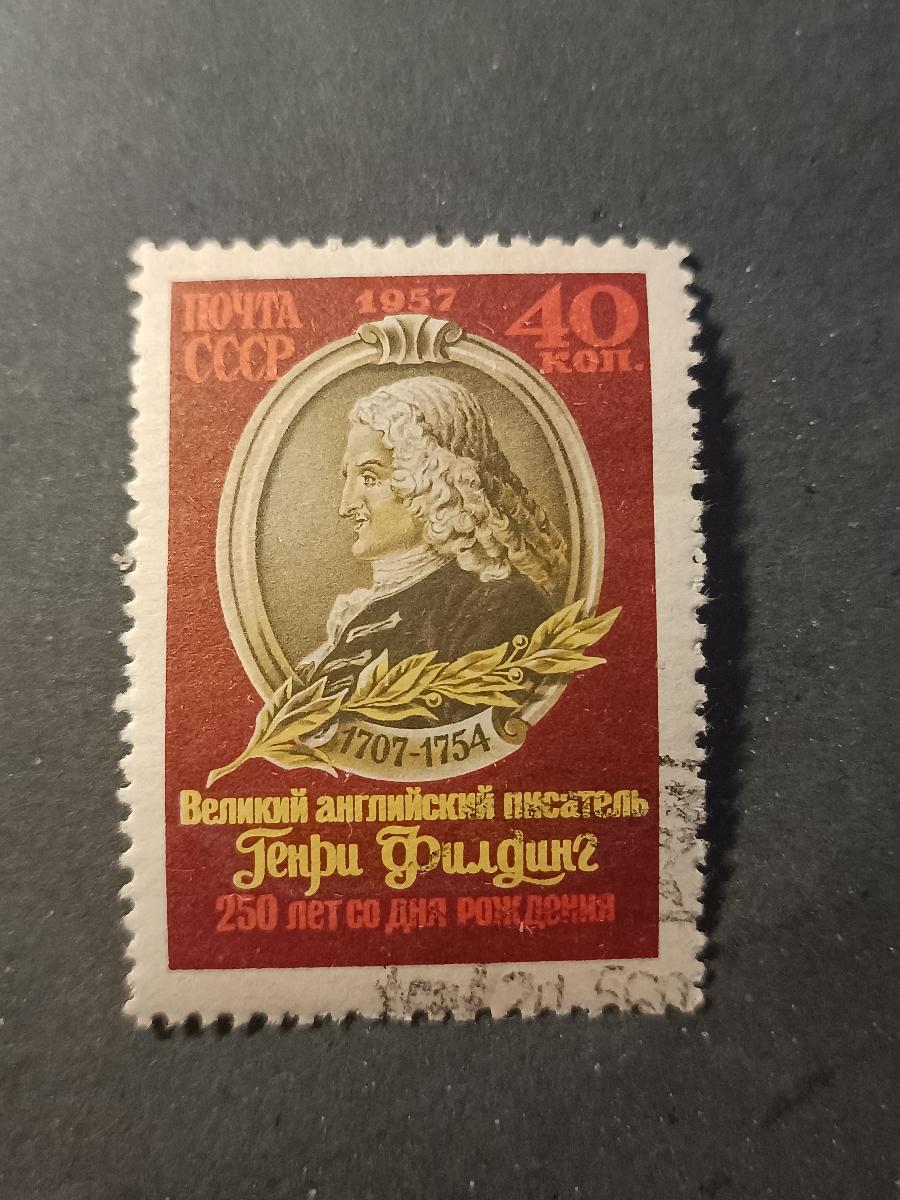 ПОЧТА
СССР
1957
40
коп.
1707-1754
Великий английский писатель
Генри Филдинг
250 лет со дня рождения